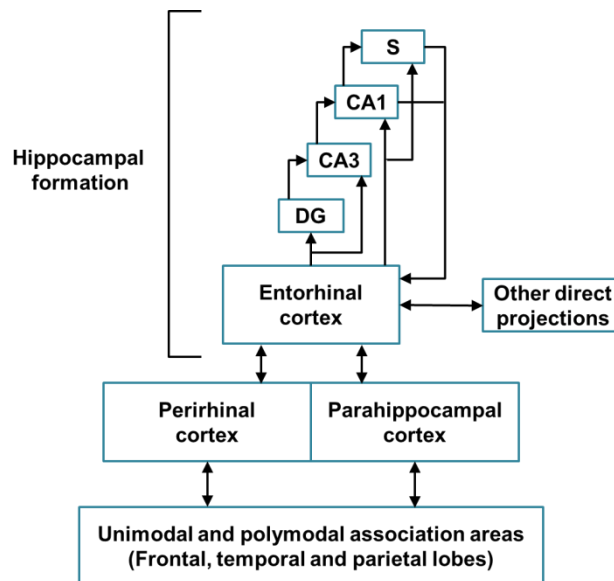 S
CA1
Hippocampal
formation
CA3
DG
Entorhinal
cortex
Other direct
projections
Perirhinal
cortex
Parahippocampal
cortex
Unimodal and polymodal association areas
(Frontal, temporal and parietal lobes)